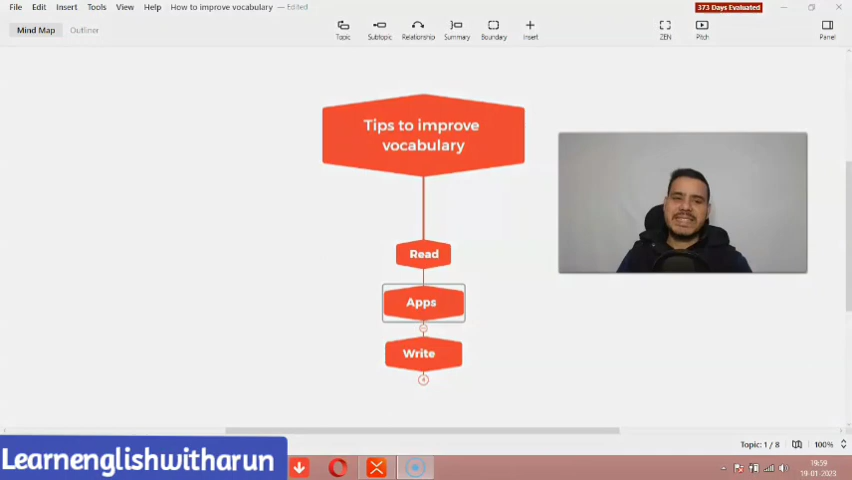 File Edit Insert Tools View Help How to improve vocabulary — Edited 373 Days Evaluated
Mind Map Outliner
Topic Subtopic Relationship Summary Boundary Insert ZEN Pitch Panel
Tips to improve
vocabulary
Read
Apps
Write
Topic: 1 / 8 100%
Learnenglishwitharun
19:59
19-01-2023